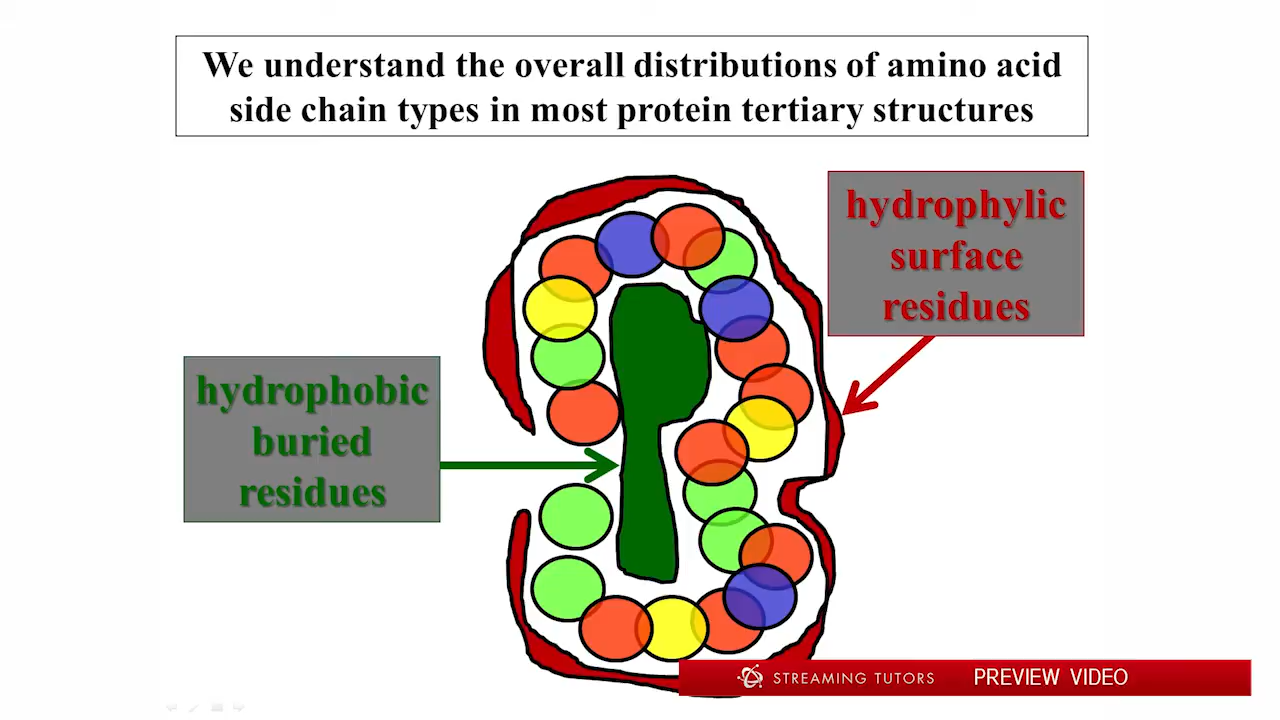 We understand the overall distributions of amino acid
side chain types in most protein tertiary structures
hydrophylic
surface
residues
hydrophobic
buried
residues
STREAMING TUTORS PREVIEW VIDEO